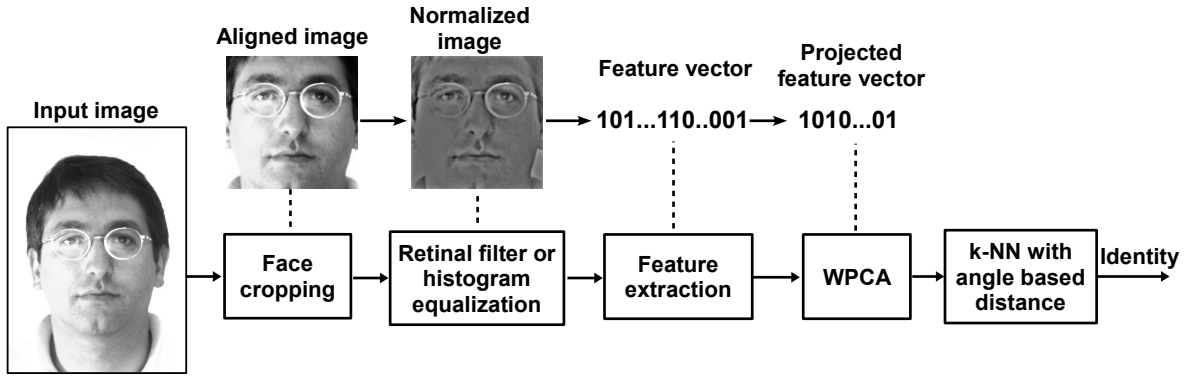 Input image
Aligned image
Normalized
image
Feature vector
Projected
feature vector
101...110..001
1010...01
Face
cropping
Retinal filter or
histogram
equalization
Feature
extraction
WPCA
k-NN with
angle based
distance
Identity